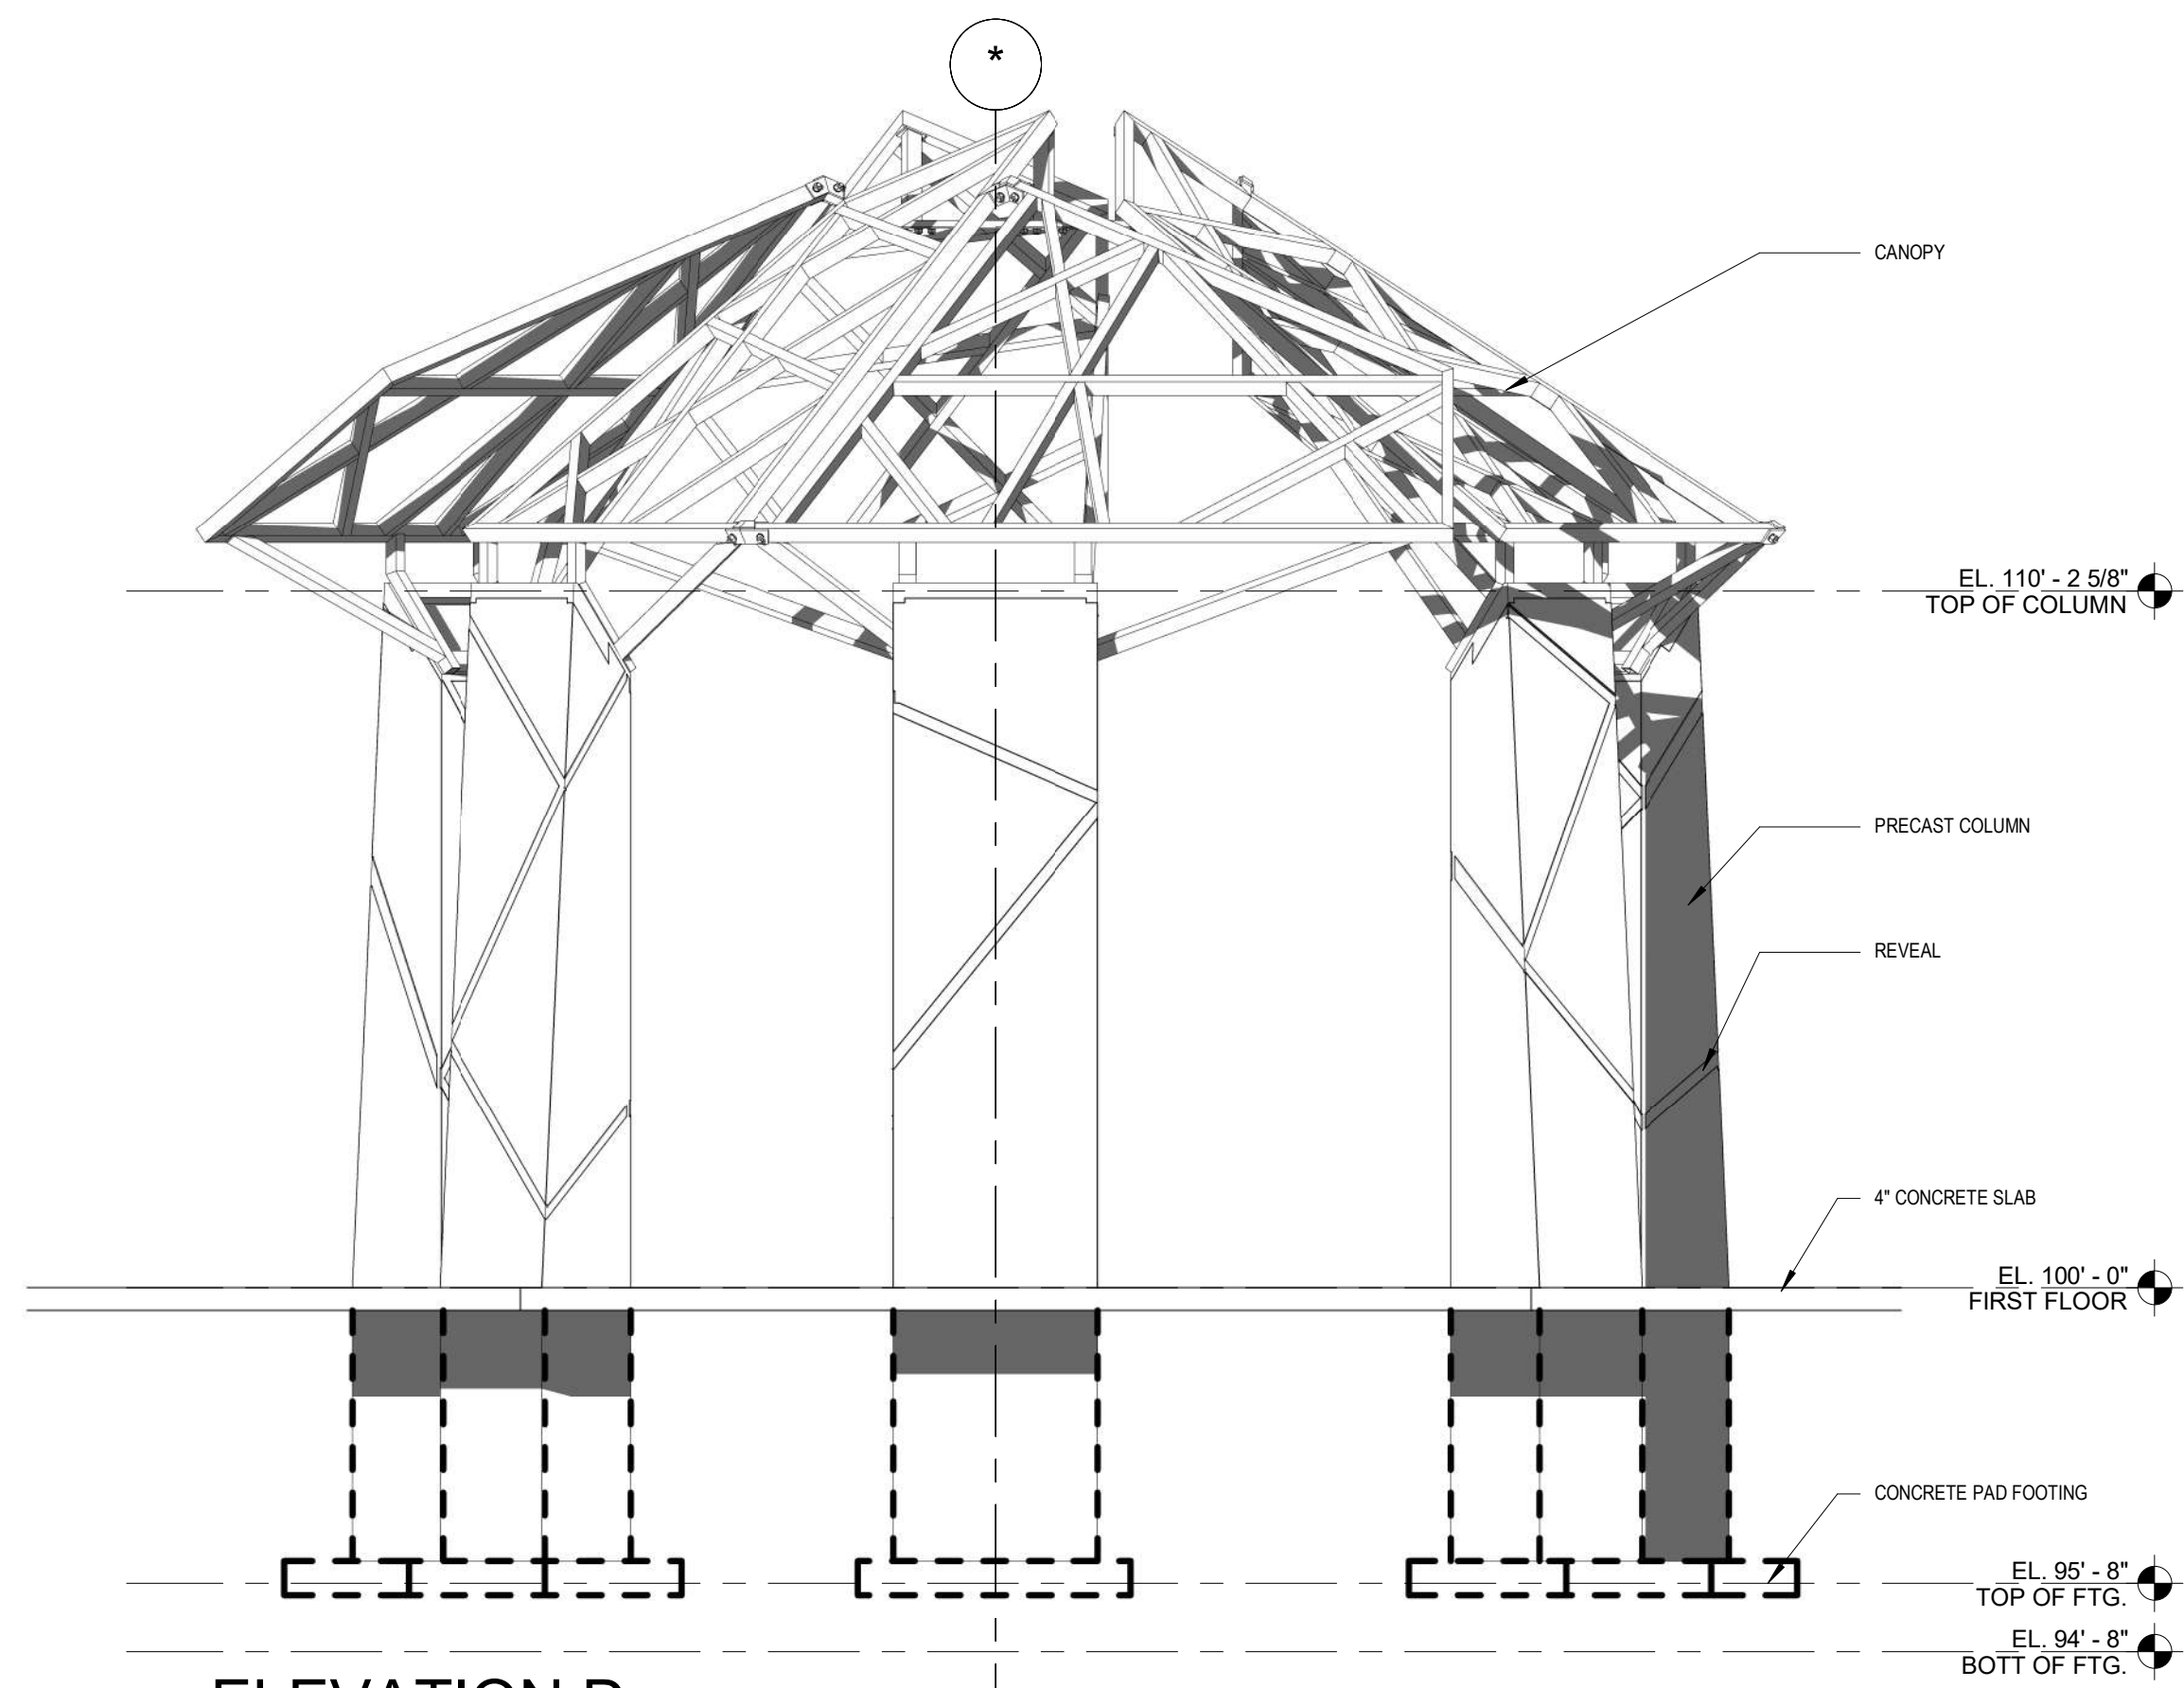 *
CANOPY
EL. 110' - 2 5/8"
TOP OF COLUMN
PRECAST COLUMN
REVEAL
4" CONCRETE SLAB
EL. 100' - 0"
FIRST FLOOR
CONCRETE PAD FOOTING
EL. 95' - 8"
TOP OF FTG.
EL. 94' - 8"
BOTT OF FTG.
ELEVATION